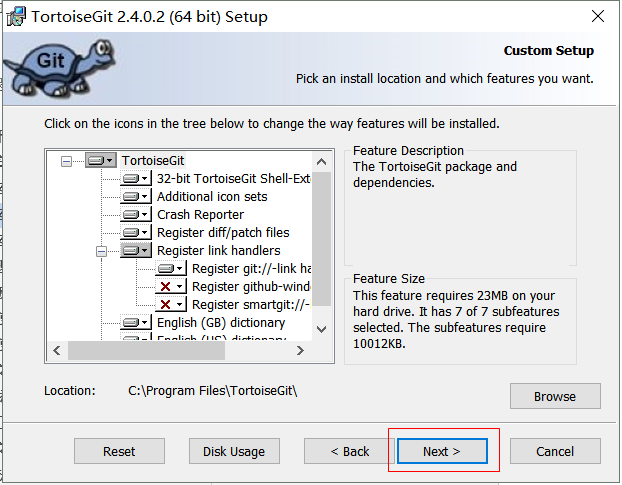 TortoiseGit 2.4.0.2 (64 bit) Setup
Git
Custom Setup
Pick an install location and which features you want.
Click on the icons in the tree below to change the way features will be installed.
TortoiseGit
32-bit TortoiseGit Shell-Ext
Additional icon sets
Crash Reporter
Register diff/patch files
Register link handlers
Register git://-link ha
Register github-wind
Register smartgit://-
English (GB) dictionary
English (US) dictionary
Feature Description
The TortoiseGit package and
dependencies.
Feature Size
This feature requires 23MB on your
hard drive. It has 7 of 7 subfeatures
selected. The subfeatures require
10012KB.
Location:
C:\Program Files\TortoiseGit\
Browse
Reset
Disk Usage
< Back
Next >
Cancel